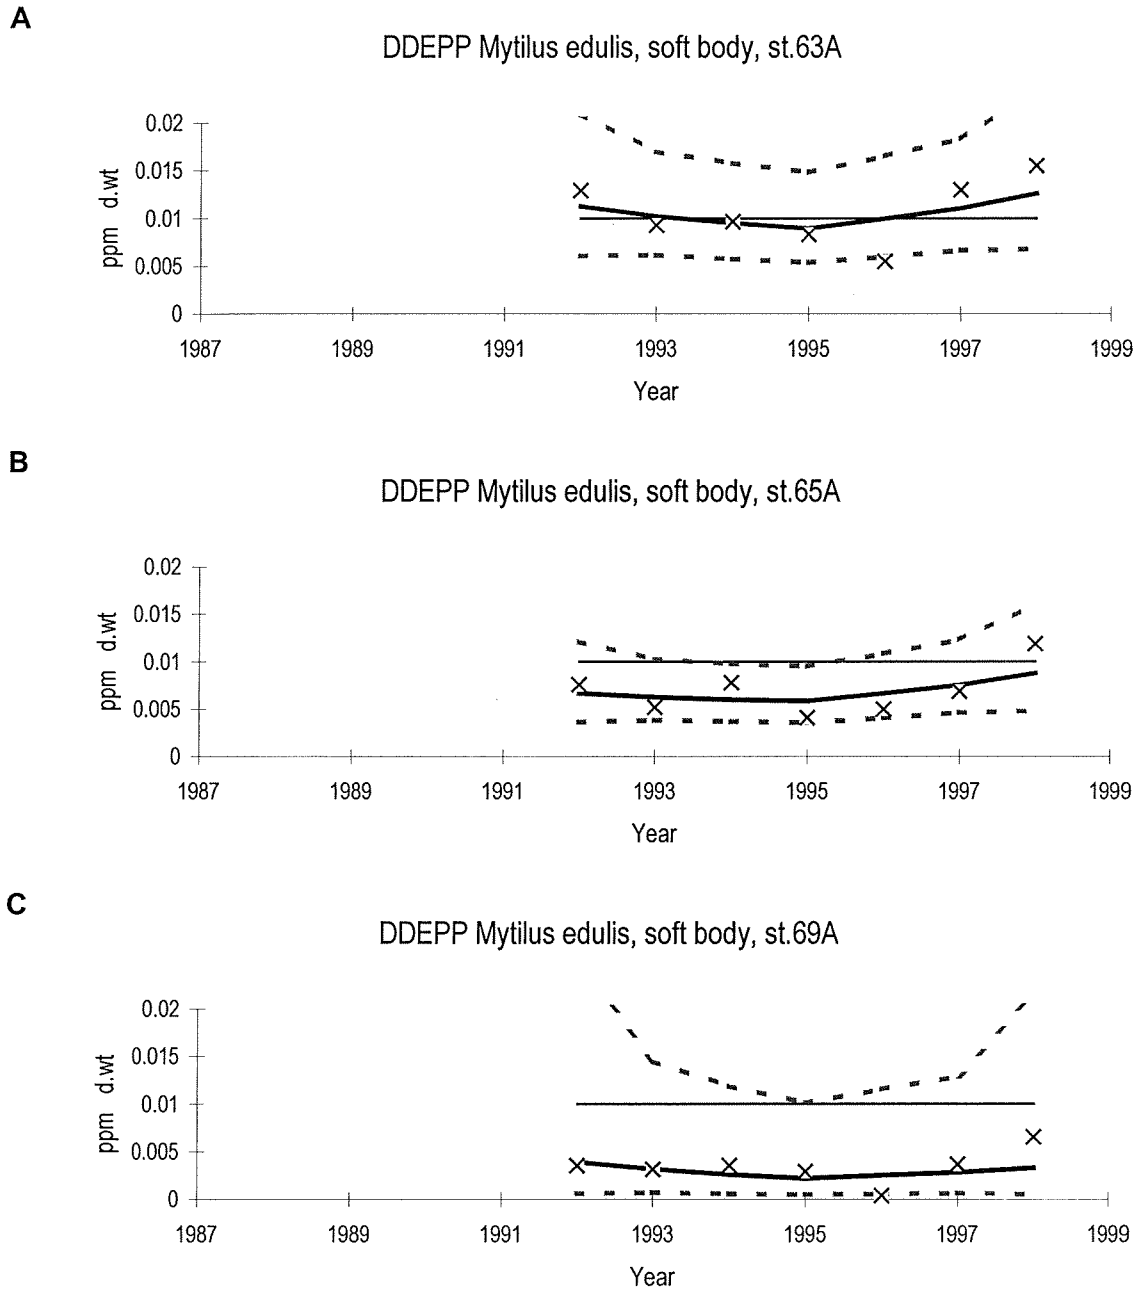 A
DDEPP Mytilus edulis, soft body, st.63A
0.02
0.015
0.01
0.005
0
ppm d.wt
1987 1989 1991 1993 1995 1997 1999
Year
B
DDEPP Mytilus edulis, soft body, st.65A
0.02
0.015
0.01
0.005
0
ppm d.wt
1987 1989 1991 1993 1995 1997 1999
Year
C
DDEPP Mytilus edulis, soft body, st.69A
0.02
0.015
0.01
0.005
0
ppm d.wt
1987 1989 1991 1993 1995 1997 1999
Year